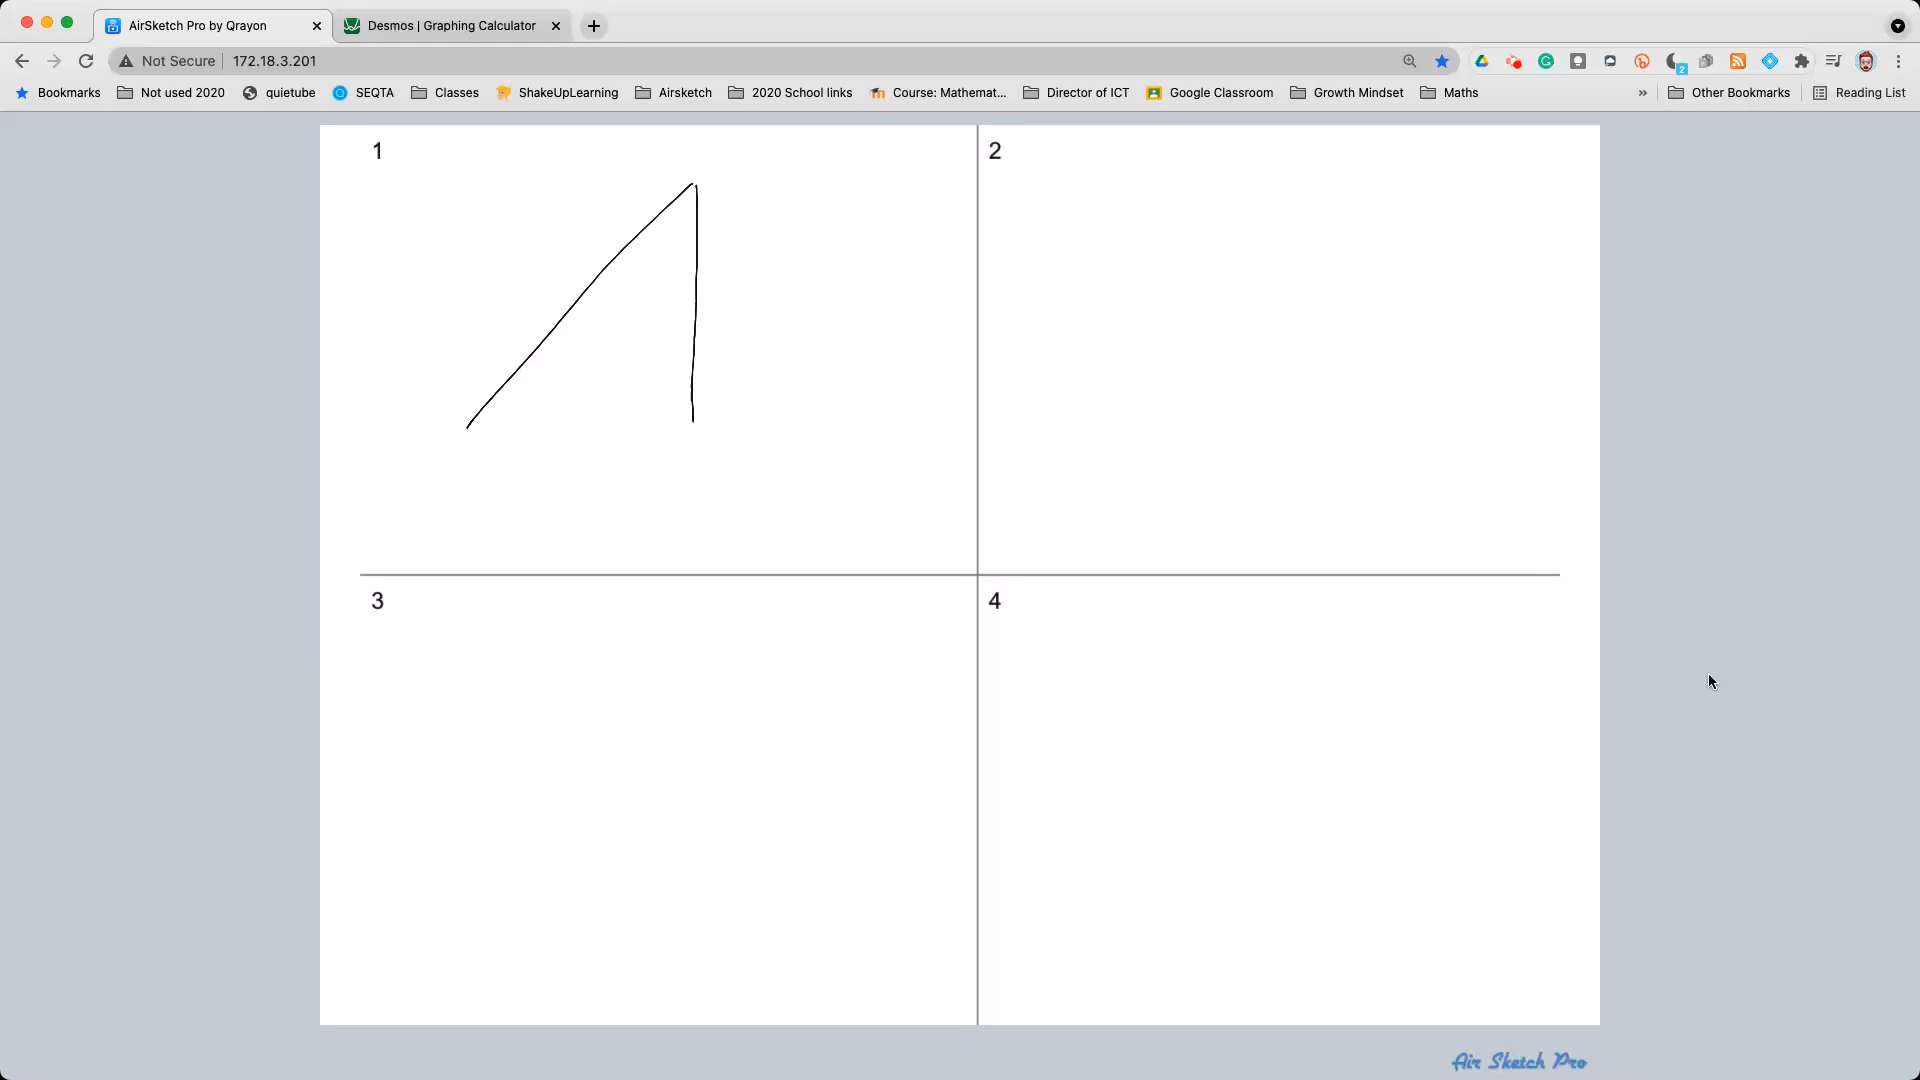 AirSketch Pro by Qrayon
Desmos | Graphing Calculator
Not Secure
172.18.3.201
2
Bookmarks
Not used 2020
quietube
SEQTA
Classes
ShakeUpLearning
Airsketch
2020 School links
Course: Mathemat...
Director of ICT
Google Classroom
Growth Mindset
Maths
»
Other Bookmarks
Reading List
1
2
3
4
Air Sketch Pro